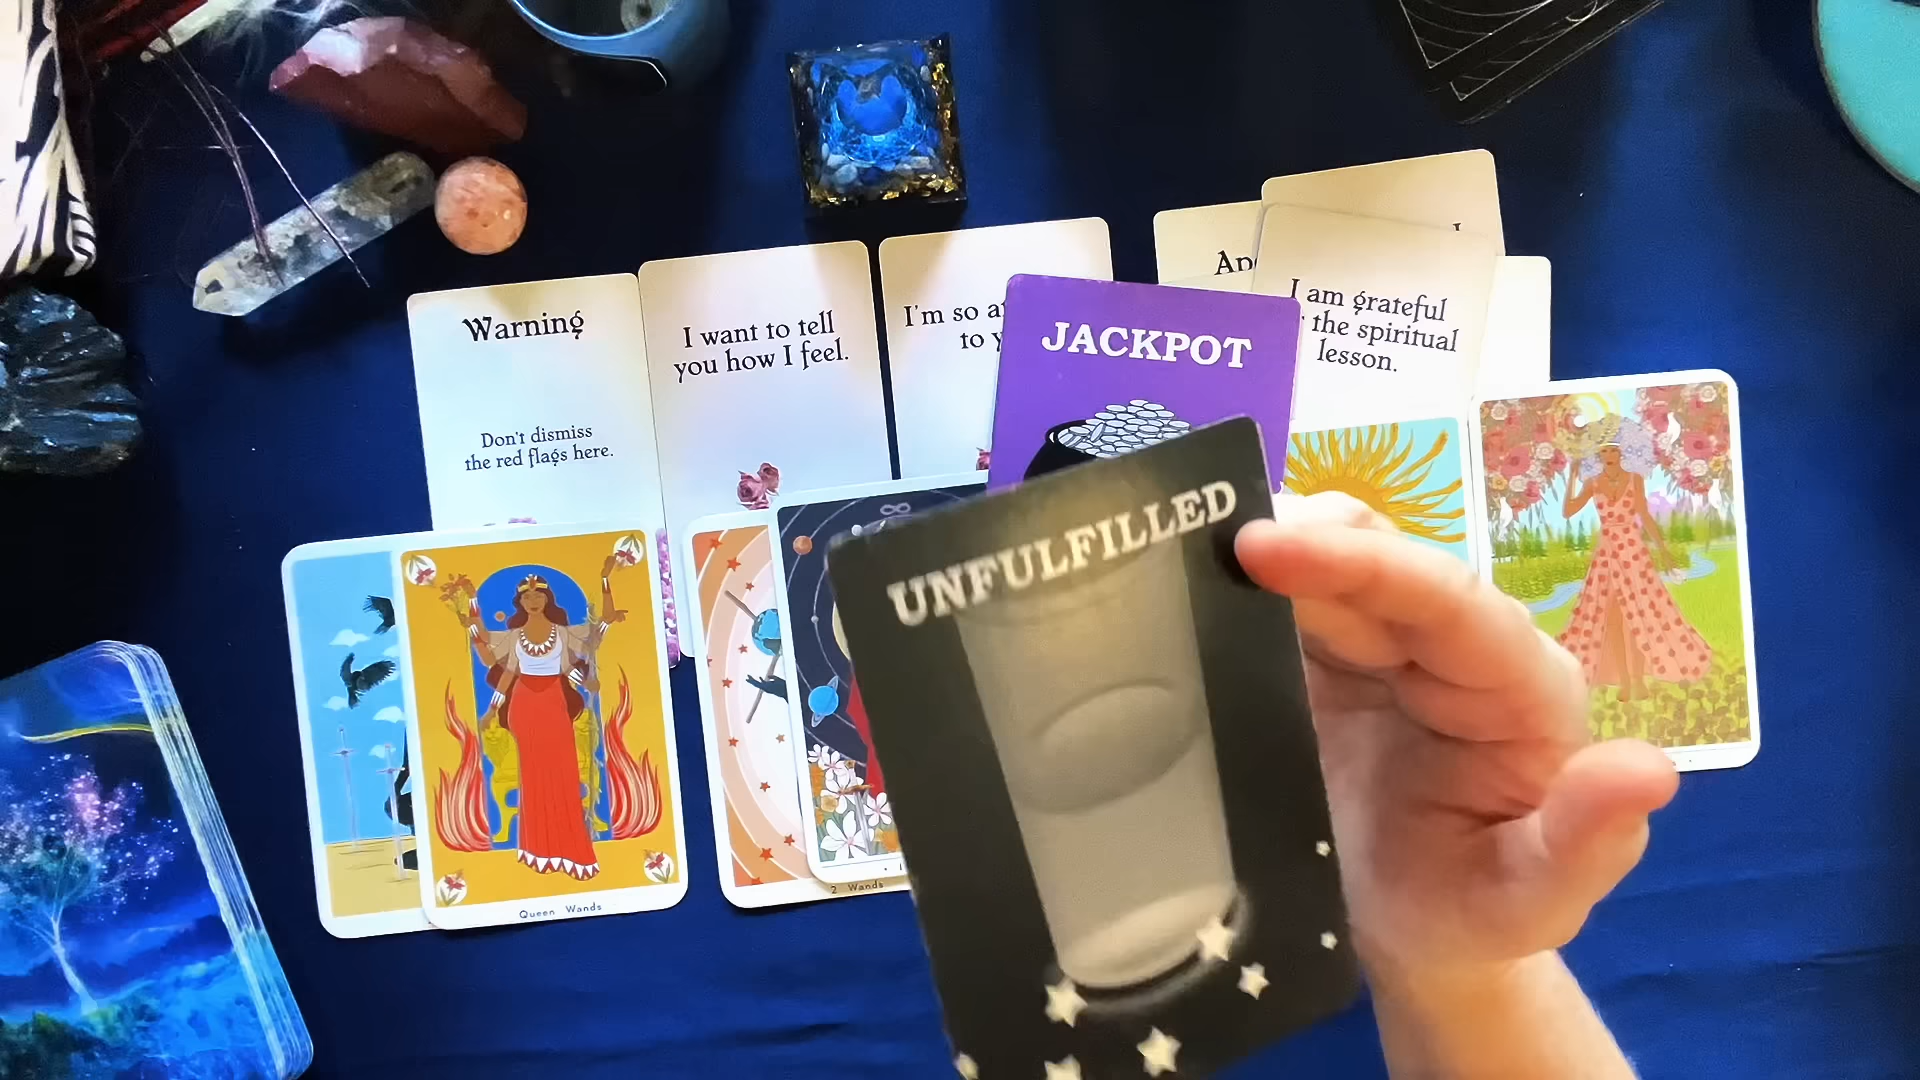 Warning
Don't dismiss
the red flags here.
I want to tell
you how I feel.
I'm so
to
JACKPOT
I am grateful
the spiritual
lesson.
UNFULFILLED
Queen Wands
2 Wands